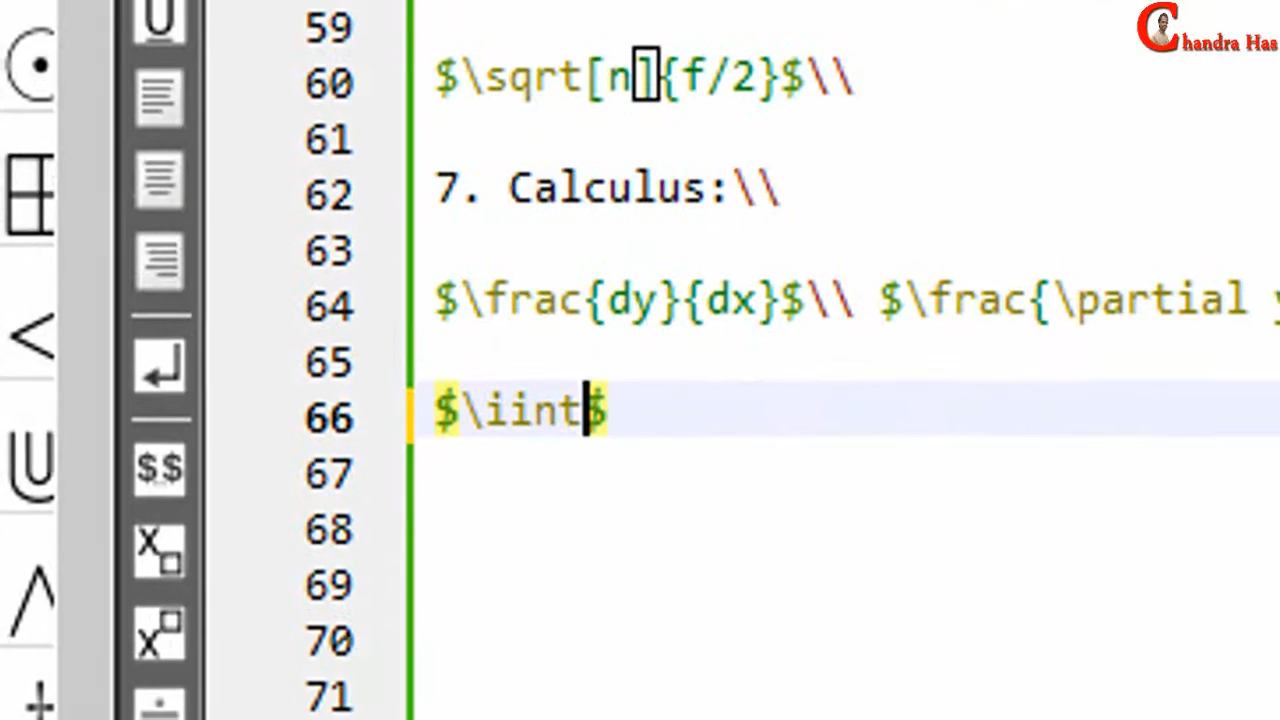 Chandra Has
59
60 $\sqrt[n]{f/2}$\\
61
62 7. Calculus:\\
63
64 $\frac{dy}{dx}$\\ $\frac{\partial y
65
66 $\iint$
67
68
69
70
71
U
$$
X
X